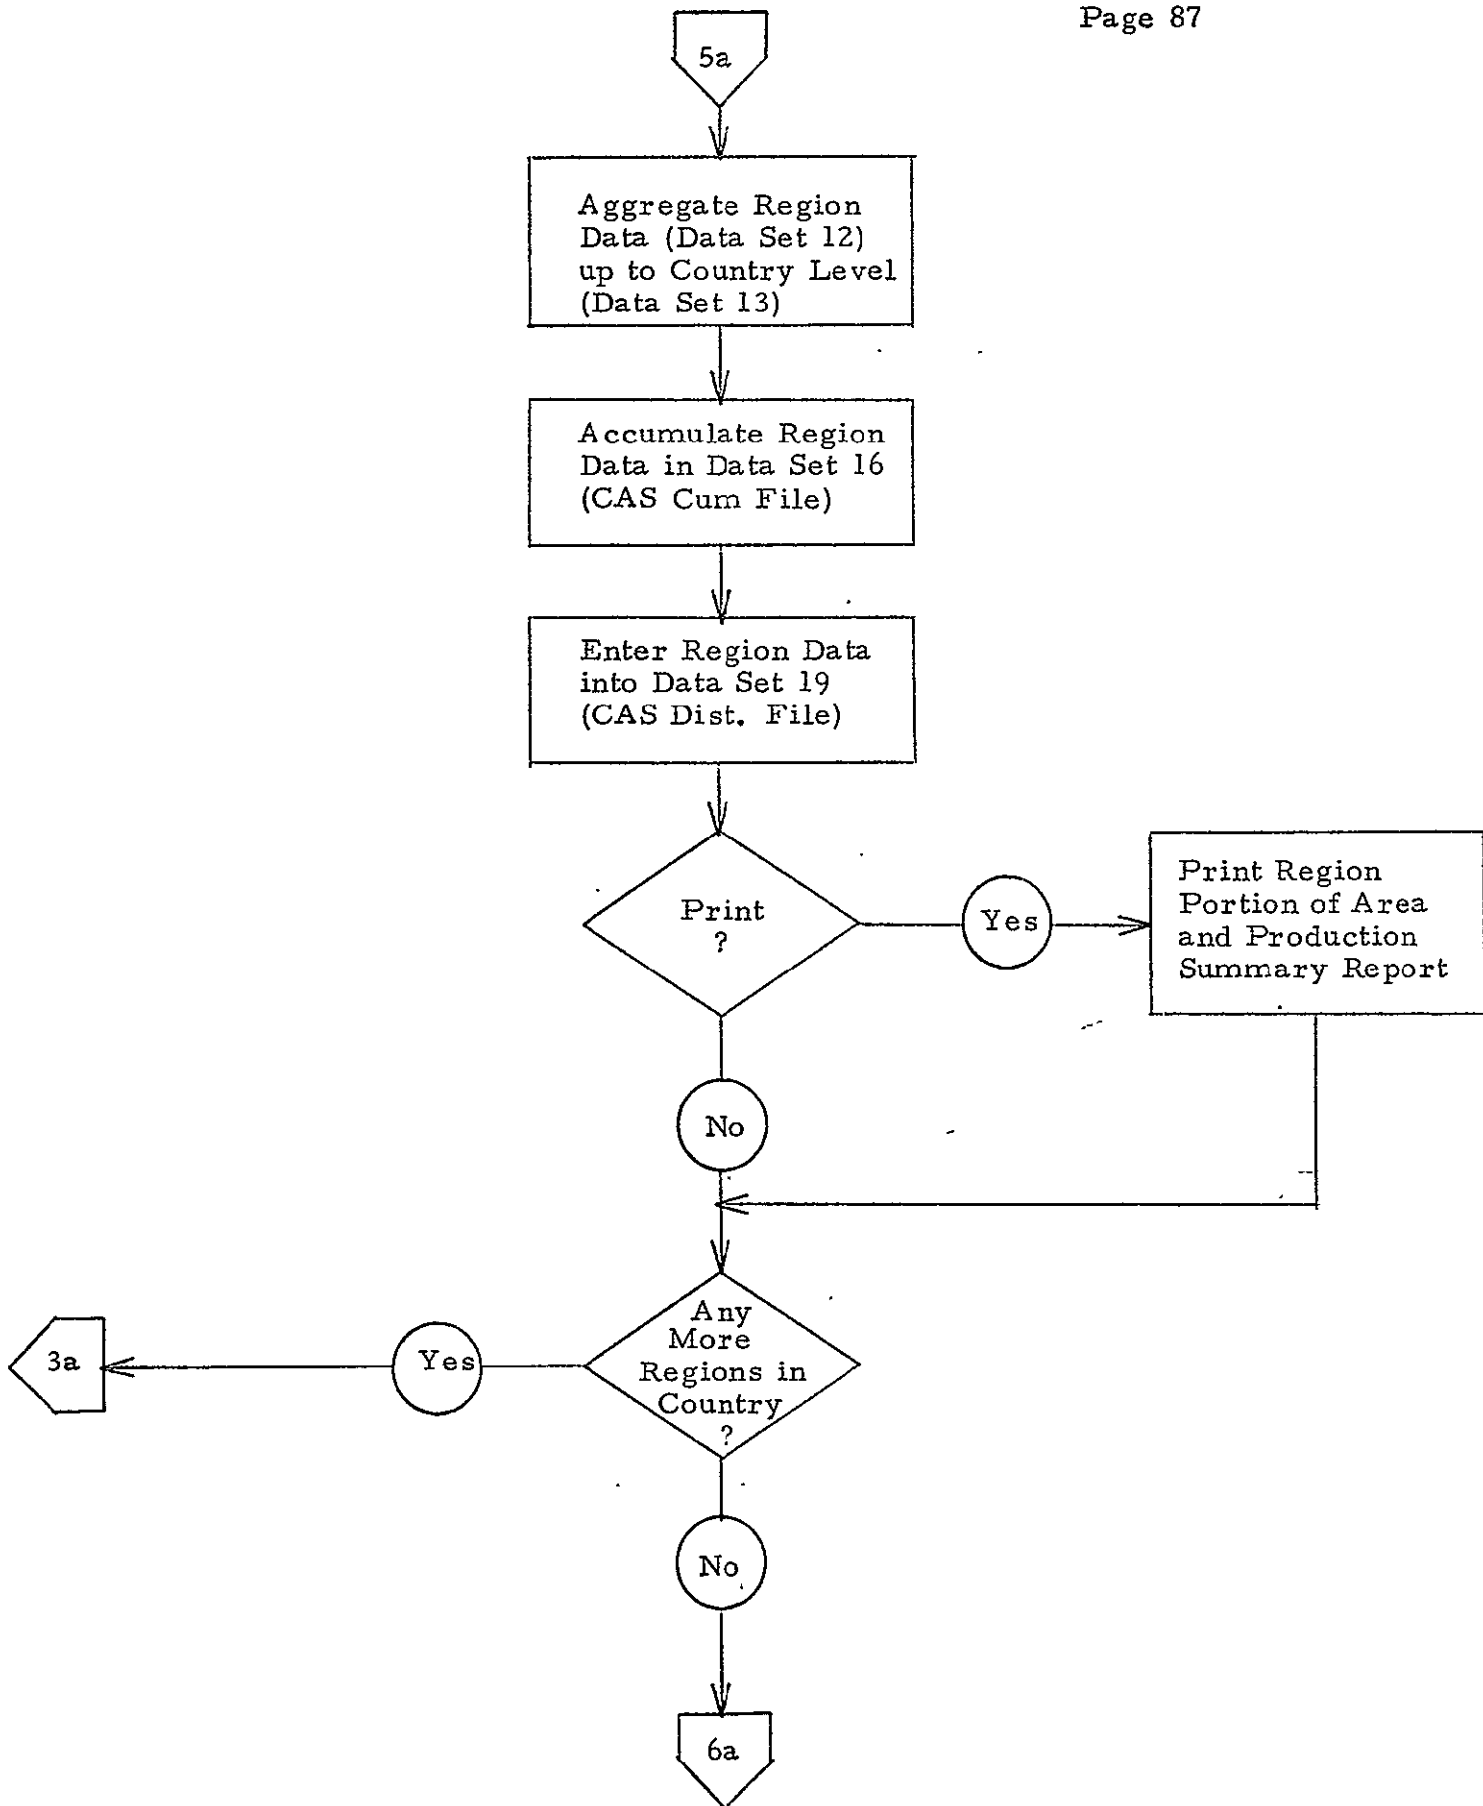 Page 87
5a
Aggregate Region
Data (Data Set 12)
up to Country Level
(Data Set 13)
Accumulate Region
Data in Data Set 16
(CAS Cum File)
Enter Region Data
into Data Set 19
(CAS Dist. File)
Print
?
Yes
Print Region
Portion of Area
and Production
Summary Report
No
Any
More
Regions in
Country
?
Yes
3a
No
6a